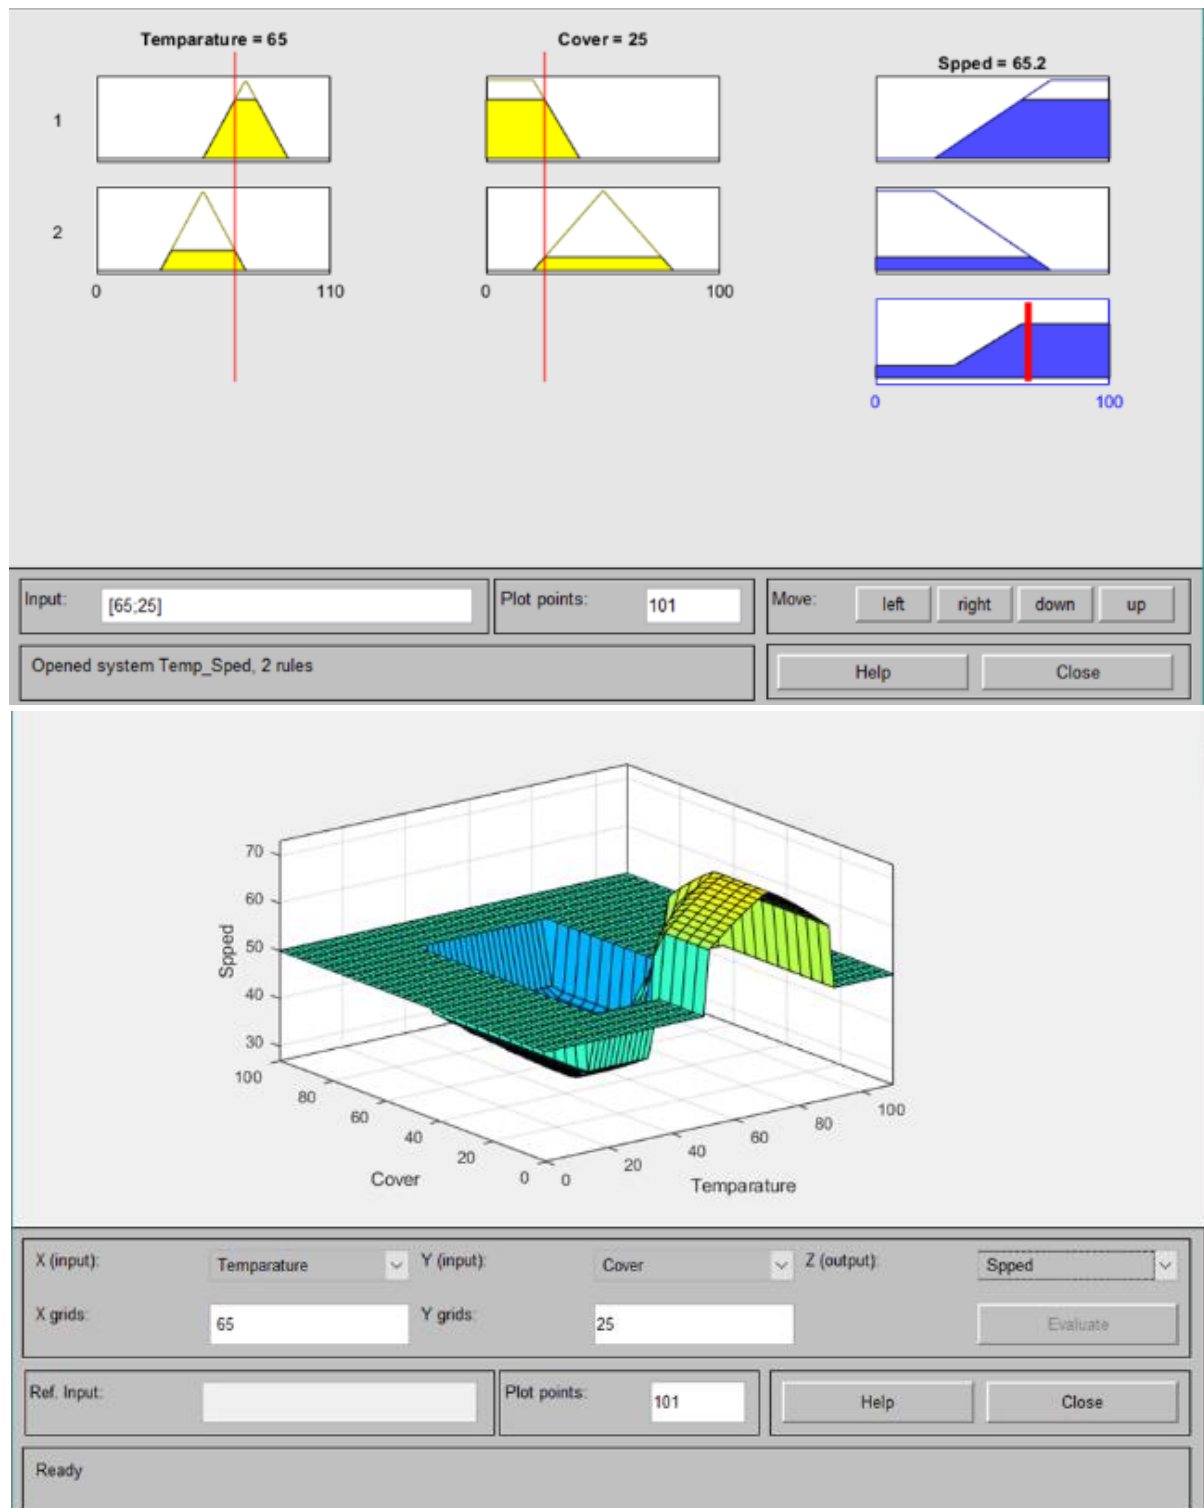 Temparature = 65
Cover = 25
Spped = 65.2
1
2
0
110
0
100
0
100
Input:
[65;25]
Plot points:
101
Move:
left
right
down
up
Opened system Temp_Sped, 2 rules
Help
Close
70
60
50
40
30
Spped
100
80
60
40
20
0
Cover
0
20
40
60
80
100
Temparature
X (input):
Temparature
Y (input):
Cover
Z (output):
Spped
X grids:
65
Y grids:
25
Evaluate
Ref. Input:
Plot points:
101
Help
Close
Ready